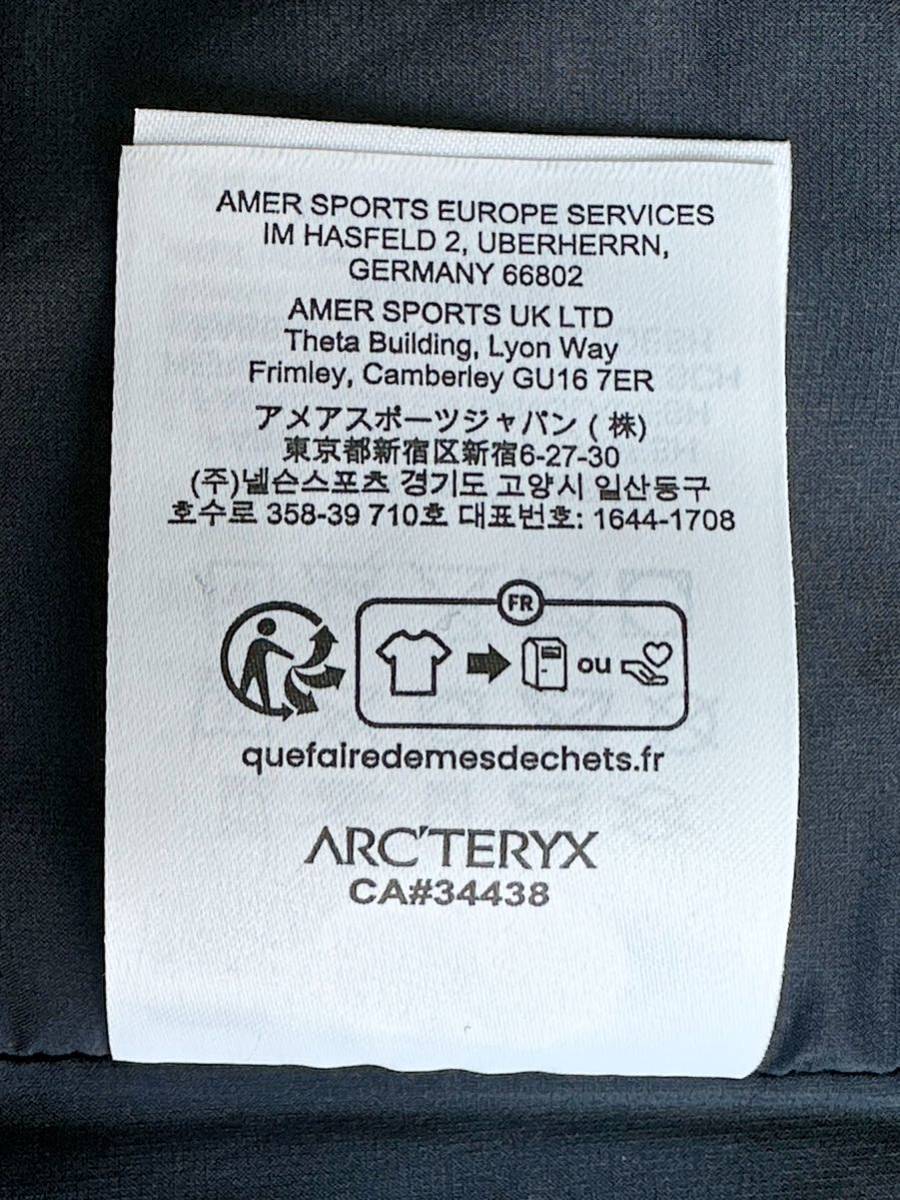 AMER SPORTS EUROPE SERVICES
IM HASFELD 2, UBERHERRN,
GERMANY 66802
AMER SPORTS UK LTD
Theta Building, Lyon Way
Frimley, Camberley GU16 7ER
アメアスポーツジャパン ( 株)
東京都新宿区新宿6-27-30
(주)넬슨스포츠 경기도 고양시 일산동구
호수로 358-39 710호 대표번호: 1644-1708
FR
ou
quefairedemesdechets.fr
ARC'TERYX
CA#34438